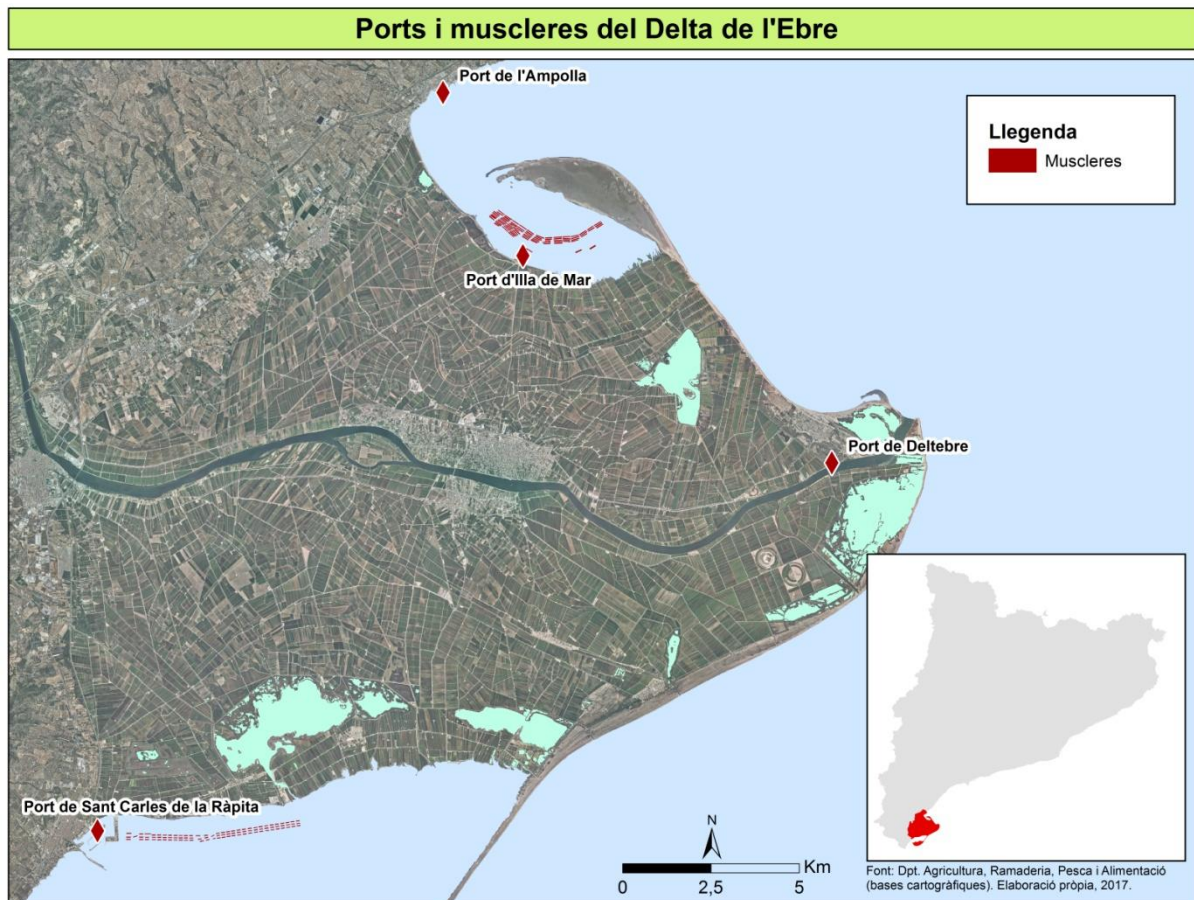 Ports i muscleres del Delta de l'Ebre
Port de l'Ampolla
Llegenda
Muscleres
Port d'Illa de Mar
Port de Deltebre
Port de Sant Carles de la Ràpita
N
Km
0 2,5 5
Font: Dpt. Agricultura, Ramaderia, Pesca i Alimentació
(bases cartogràfiques). Elaboració pròpia, 2017.